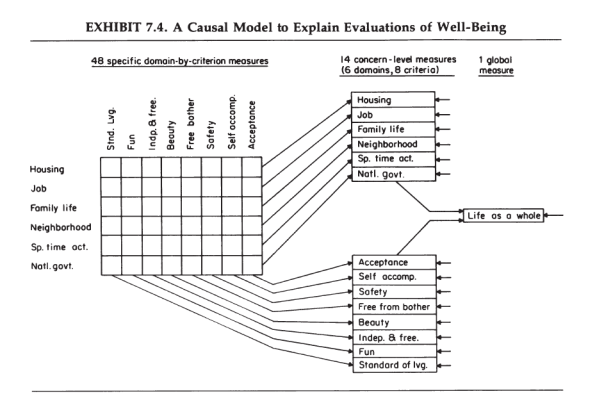 EXHIBIT 7.4. A Causal Model to Explain Evaluations of Well-Being
48 specific domain-by-criterion measures
14 concern-level measures
(6 domains, 8 criteria)
1 global
measure
Stnd. Lvg.
Fun
Indp. & free.
Beauty
Free bother
Safety
Self accomp.
Acceptance
Housing
Job
Family life
Neighborhood
Sp. time act.
Natl. govt.
Housing
Job
Family life
Neighborhood
Sp. time act.
Natl. govt.
Life as a whole
Acceptance
Self accomp.
Safety
Free from bother
Beauty
Indep. & free.
Fun
Standard of lvg.